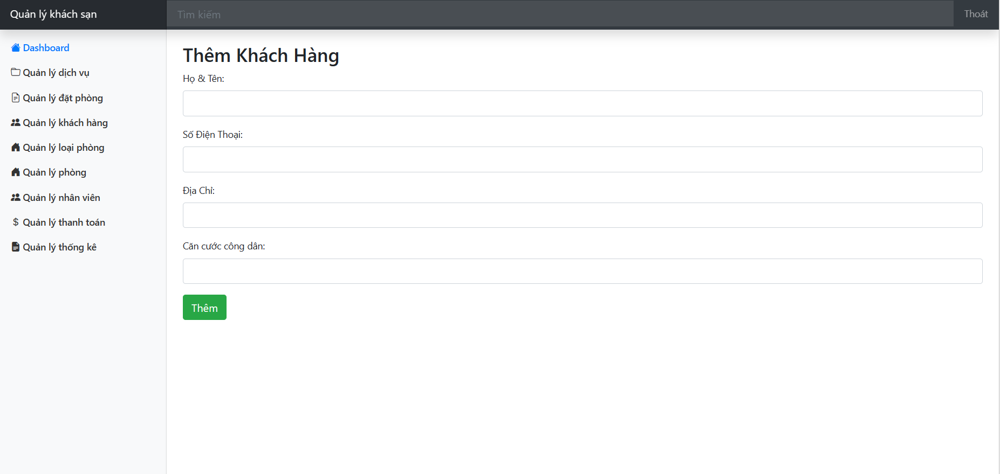 Quản lý khách sạn
Tìm kiếm
Thoát
Dashboard
Quản lý dịch vụ
Quản lý đặt phòng
Quản lý khách hàng
Quản lý loại phòng
Quản lý phòng
Quản lý nhân viên
Quản lý thanh toán
Quản lý thống kê
Thêm Khách Hàng
Họ & Tên:
Số Điện Thoại:
Địa Chỉ:
Căn cước công dân:
Thêm